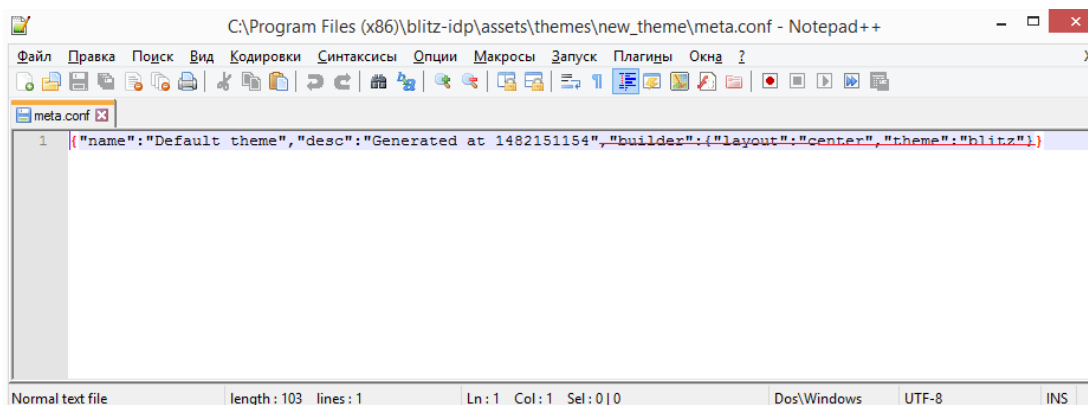 C:\Program Files (x86)\blitz-idp\assets\themes\new_theme\meta.conf - Notepad++
Файл Правка Поиск Вид Кодировки Синтаксисы Опции Макросы Запуск Плагины Окна ?
meta.conf
1 {"name":"Default theme","desc":"Generated at 1482151154","builder":{"layout":"center","theme":"blitz"}}
Normal text file length : 103 lines : 1 Ln : 1 Col : 1 Sel : 0 | 0 Dos\Windows UTF-8 INS